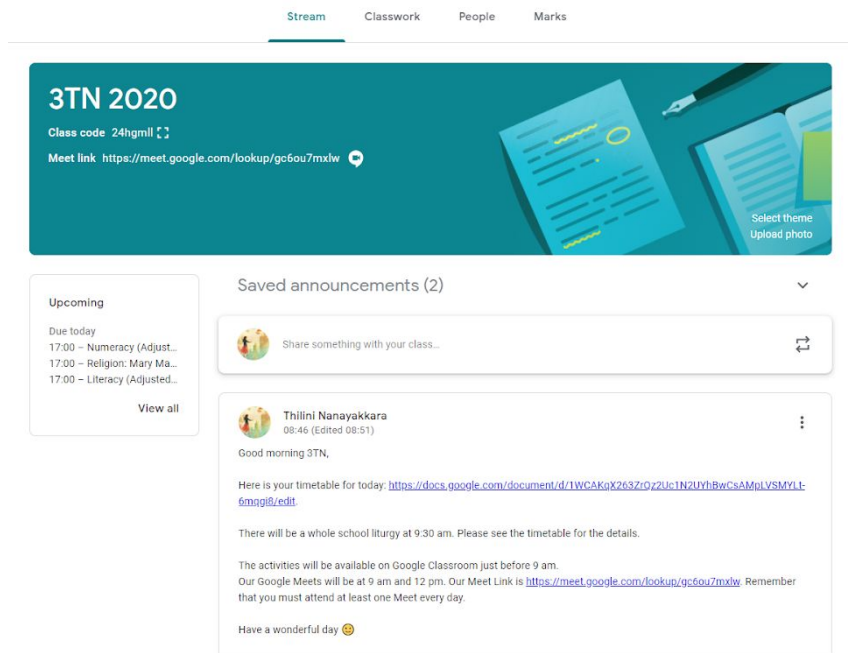 Stream Classwork People Marks
3TN 2020
Class code 24hgmll
Meet link https://meet.google.com/lookup/gc6ou7mxlw
Select theme
Upload photo
Upcoming
Due today
17:00 – Numeracy (Adjust...
17:00 – Religion: Mary Ma...
17:00 – Literacy (Adjusted...
View all
Saved announcements (2)
Share something with your class...
Thilini Nanayakkara
08:46 (Edited 08:51)
Good morning 3TN,
Here is your timetable for today: https://docs.google.com/document/d/1WCAKqX263ZrQz2Uc1N2UYhBwCsAMpLVSMYLt-
6mqgi8/edit.
There will be a whole school liturgy at 9:30 am. Please see the timetable for the details.
The activities will be available on Google Classroom just before 9 am.
Our Google Meets will be at 9 am and 12 pm. Our Meet Link is https://meet.google.com/lookup/gc6ou7mxlw. Remember
that you must attend at least one Meet every day.
Have a wonderful day 🙂